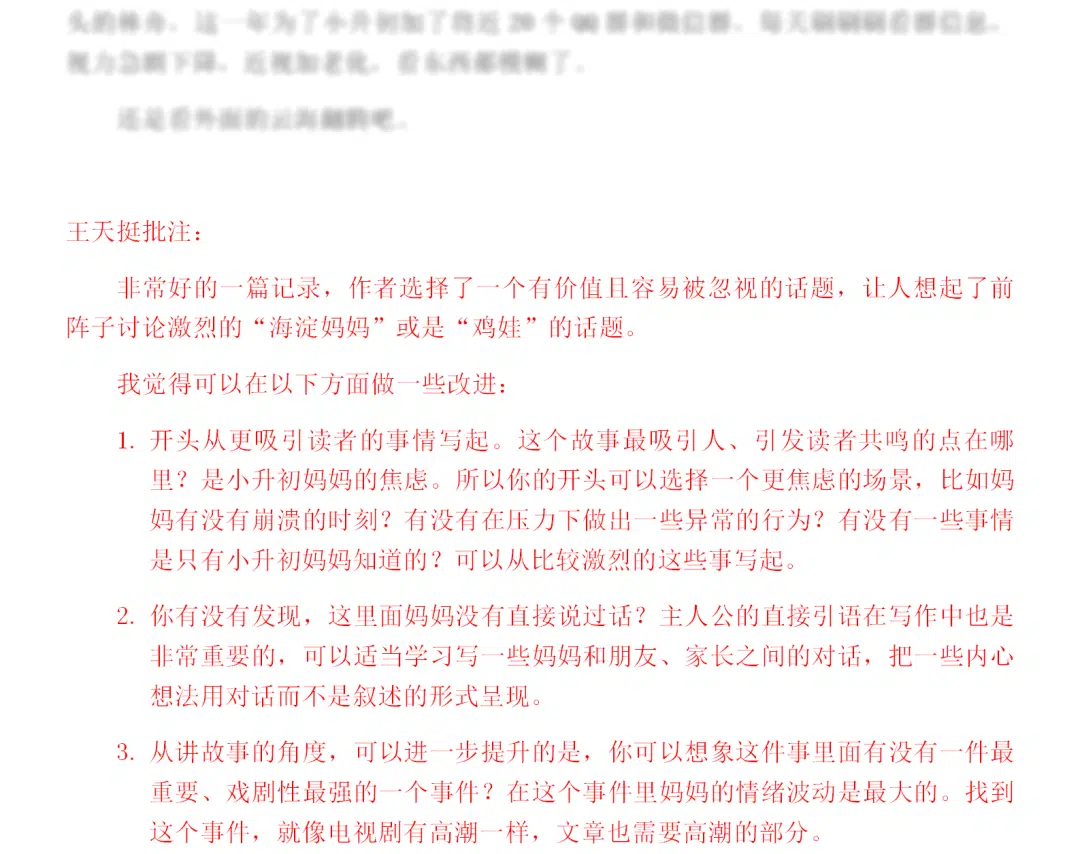 王天挺批注：
非常好的一篇记录，作者选择了一个有价值且容易被忽视的话题，让人想起了前
阵子讨论激烈的“海淀妈妈”或是“鸡娃”的话题。
我觉得可以在以下方面做一些改进：
1. 开头从更吸引读者的事情写起。这个故事最吸引人、引发读者共鸣的点在哪
里？是小升初妈妈的焦虑。所以你的开头可以选择一个更焦虑的场景，比如妈
妈有没有崩溃的时刻？有没有在压力下做出一些异常的行为？有没有一些事情
是只有小升初妈妈知道的？可以从比较激烈的这些事写起。
2. 你有没有发现，这里面妈妈没有直接说过话？主人公的直接引语在写作中也是
非常重要的，可以适当学习写一些妈妈和朋友、家长之间的对话，把一些内心
想法用对话而不是叙述的形式呈现。
3. 从讲故事的角度，可以进一步提升的是，你可以想象这件事里面有没有一件最
重要、戏剧性最强的一个事件？在这个事件里妈妈的情绪波动是最大的。找到
这个事件，就像电视剧有高潮一样，文章也需要高潮的部分。